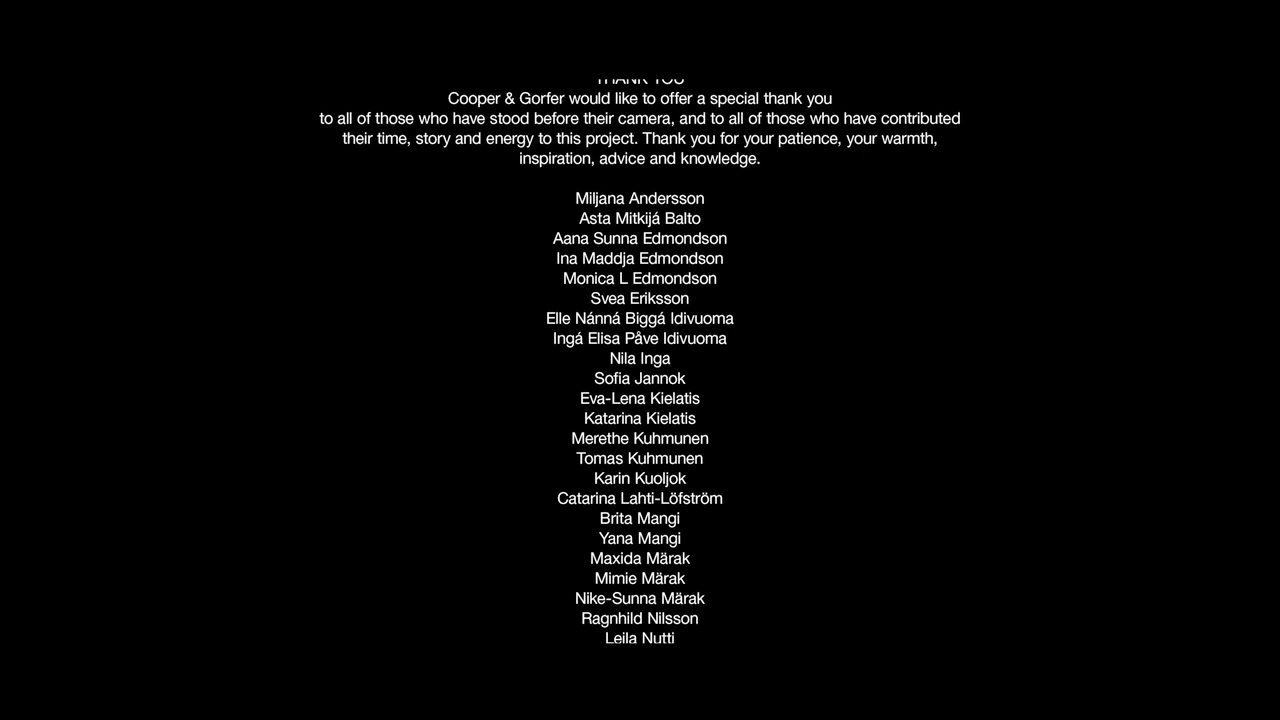 THANK YOU
Cooper & Gorfer would like to offer a special thank you
to all of those who have stood before their camera, and to all of those who have contributed
their time, story and energy to this project. Thank you for your patience, your warmth,
inspiration, advice and knowledge.
Miljana Andersson
Asta Mitkijá Balto
Aana Sunna Edmondson
Ina Maddja Edmondson
Monica L Edmondson
Svea Eriksson
Elle Nánná Biggá Idivuoma
Ingá Elisa Påve Idivuoma
Nila Inga
Sofia Jannok
Eva-Lena Kielatis
Katarina Kielatis
Merethe Kuhmunen
Tomas Kuhmunen
Karin Kuoljok
Catarina Lahti-Löfström
Brita Mangi
Yana Mangi
Maxida Märak
Mimie Märak
Nike-Sunna Märak
Ragnhild Nilsson
Leila Nutti